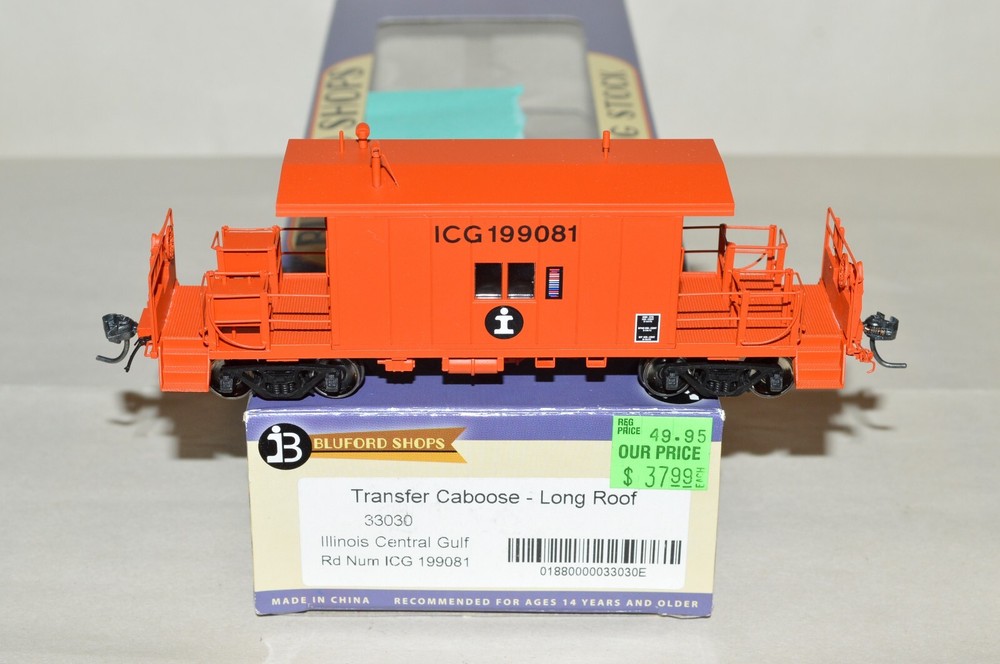 SHOPS
G STOCK
ICG 199081
i
B
BLUFORD SHOPS
REG
PRICE 49.95
OUR PRICE
$ 37.99 EACH
Transfer Caboose - Long Roof
33030
Illinois Central Gulf
Rd Num ICG 199081
01880000033030E
MADE IN CHINA RECOMMENDED FOR AGES 14 YEARS AND OLDER